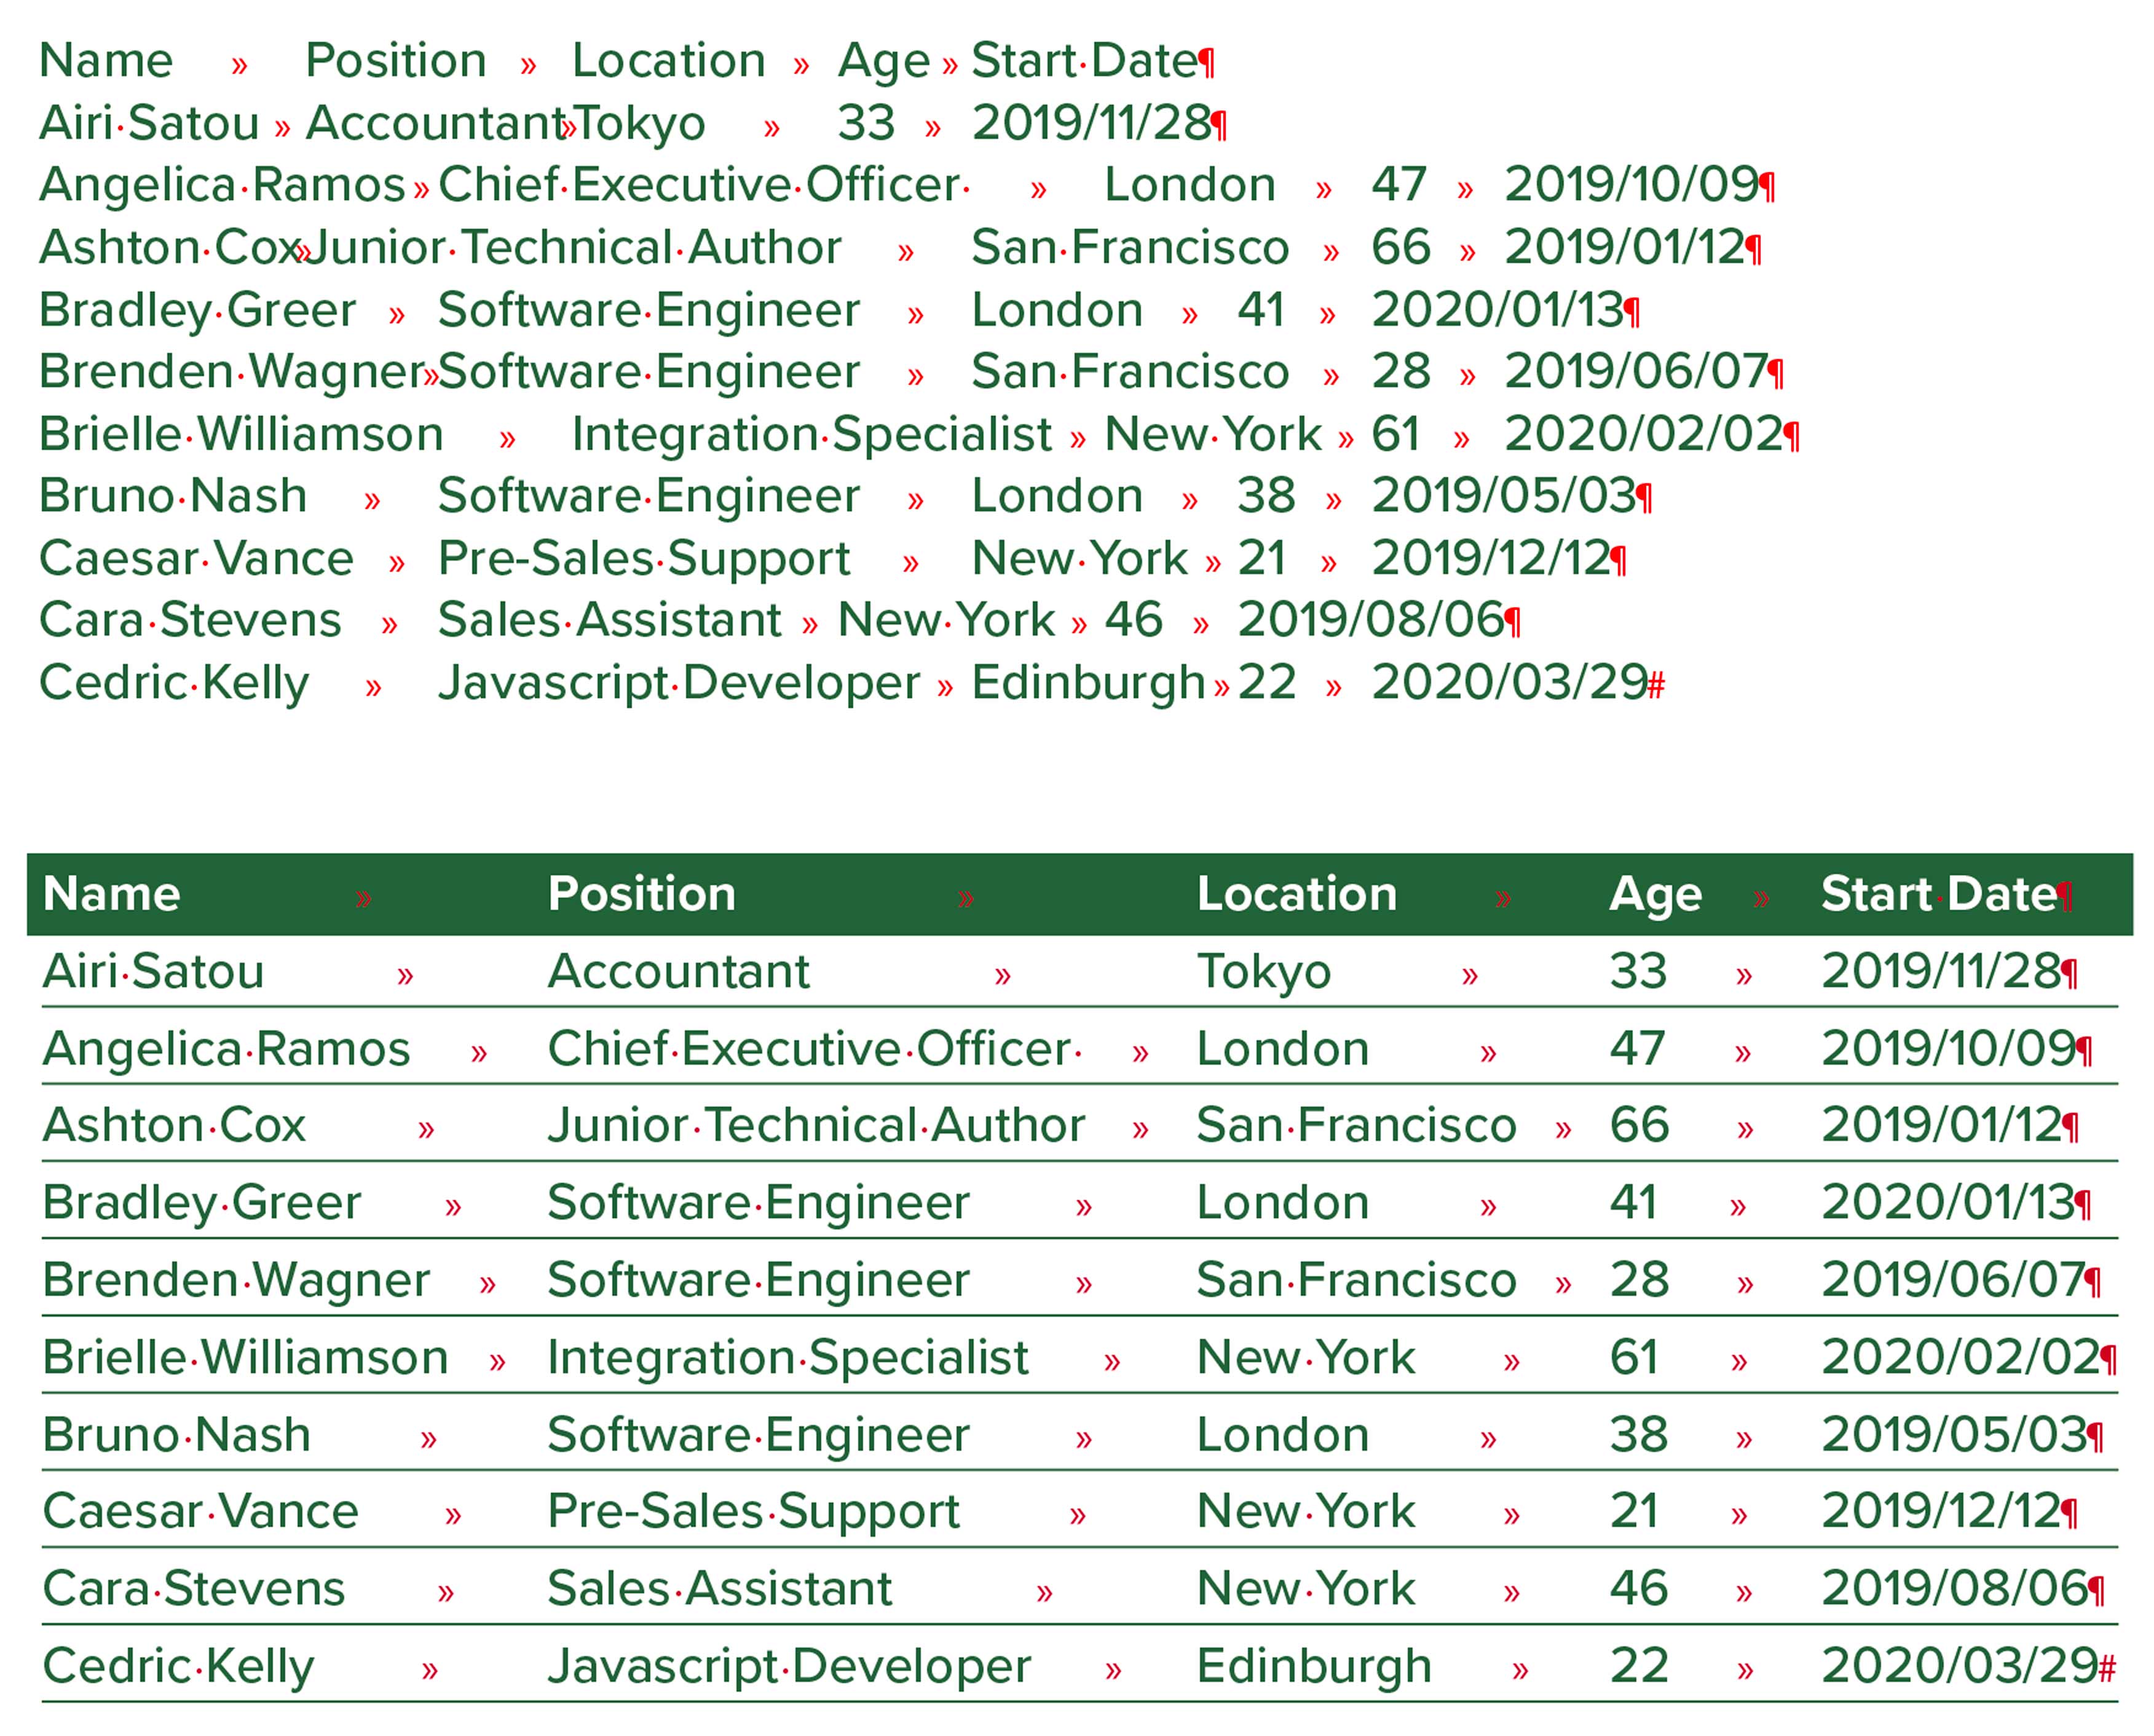 Name » Position » Location » Age » Start·Date¶
Airi·Satou » Accountant»Tokyo » 33 » 2019/11/28¶
Angelica·Ramos » Chief·Executive·Officer· » London » 47 » 2019/10/09¶
Ashton·Cox»Junior·Technical·Author » San·Francisco » 66 » 2019/01/12¶
Bradley·Greer » Software·Engineer » London » 41 » 2020/01/13¶
Brenden·Wagner»Software·Engineer » San·Francisco » 28 » 2019/06/07¶
Brielle·Williamson » Integration·Specialist » New·York » 61 » 2020/02/02¶
Bruno·Nash » Software·Engineer » London » 38 » 2019/05/03¶
Caesar·Vance » Pre-Sales·Support » New·York » 21 » 2019/12/12¶
Cara·Stevens » Sales·Assistant » New·York » 46 » 2019/08/06¶
Cedric·Kelly » Javascript·Developer » Edinburgh » 22 » 2020/03/29#
Name » Position » Location » Age » Start·Date¶
Airi·Satou » Accountant » Tokyo » 33 » 2019/11/28¶
Angelica·Ramos » Chief·Executive·Officer· » London » 47 » 2019/10/09¶
Ashton·Cox » Junior·Technical·Author » San·Francisco » 66 » 2019/01/12¶
Bradley·Greer » Software·Engineer » London » 41 » 2020/01/13¶
Brenden·Wagner » Software·Engineer » San·Francisco » 28 » 2019/06/07¶
Brielle·Williamson » Integration·Specialist » New·York » 61 » 2020/02/02¶
Bruno·Nash » Software·Engineer » London » 38 » 2019/05/03¶
Caesar·Vance » Pre-Sales·Support » New·York » 21 » 2019/12/12¶
Cara·Stevens » Sales·Assistant » New·York » 46 » 2019/08/06¶
Cedric·Kelly » Javascript·Developer » Edinburgh » 22 » 2020/03/29#